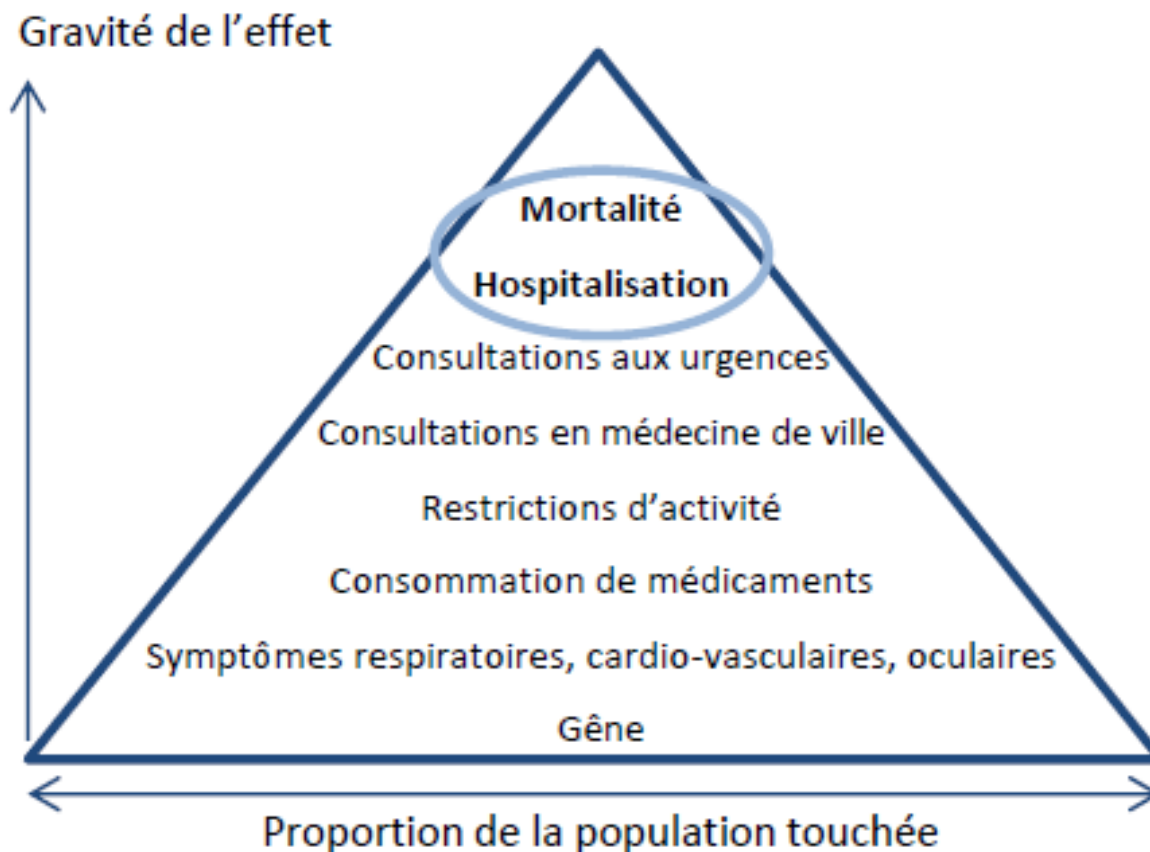 Gravité de l’effet
Mortalité
Hospitalisation
Consultations aux urgences
Consultations en médecine de ville
Restrictions d’activité
Consommation de médicaments
Symptômes respiratoires, cardio-vasculaires, oculaires
Gêne
Proportion de la population touchée